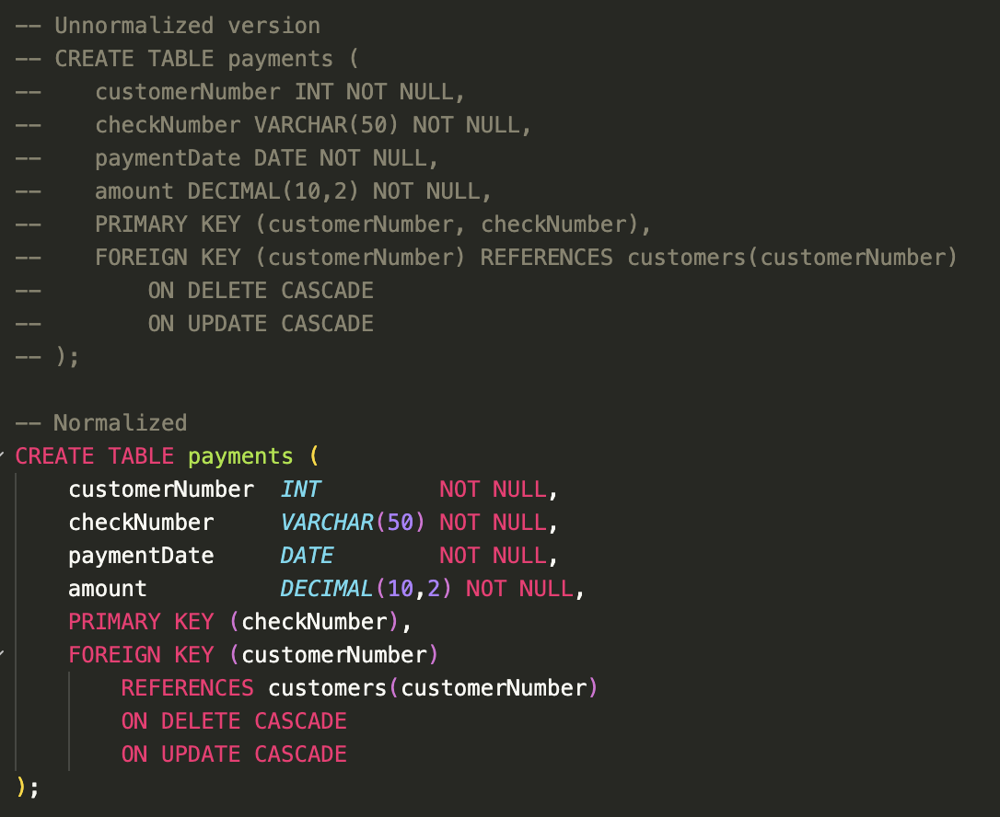 -- Unnormalized version
-- CREATE TABLE payments (
--    customerNumber INT NOT NULL,
--    checkNumber VARCHAR(50) NOT NULL,
--    paymentDate DATE NOT NULL,
--    amount DECIMAL(10,2) NOT NULL,
--    PRIMARY KEY (customerNumber, checkNumber),
--    FOREIGN KEY (customerNumber) REFERENCES customers(customerNumber)
--        ON DELETE CASCADE
--        ON UPDATE CASCADE
-- );

-- Normalized
CREATE TABLE payments (
    customerNumber  INT         NOT NULL,
    checkNumber     VARCHAR(50) NOT NULL,
    paymentDate     DATE        NOT NULL,
    amount          DECIMAL(10,2) NOT NULL,
    PRIMARY KEY (checkNumber),
    FOREIGN KEY (customerNumber)
        REFERENCES customers(customerNumber)
        ON DELETE CASCADE
        ON UPDATE CASCADE
);